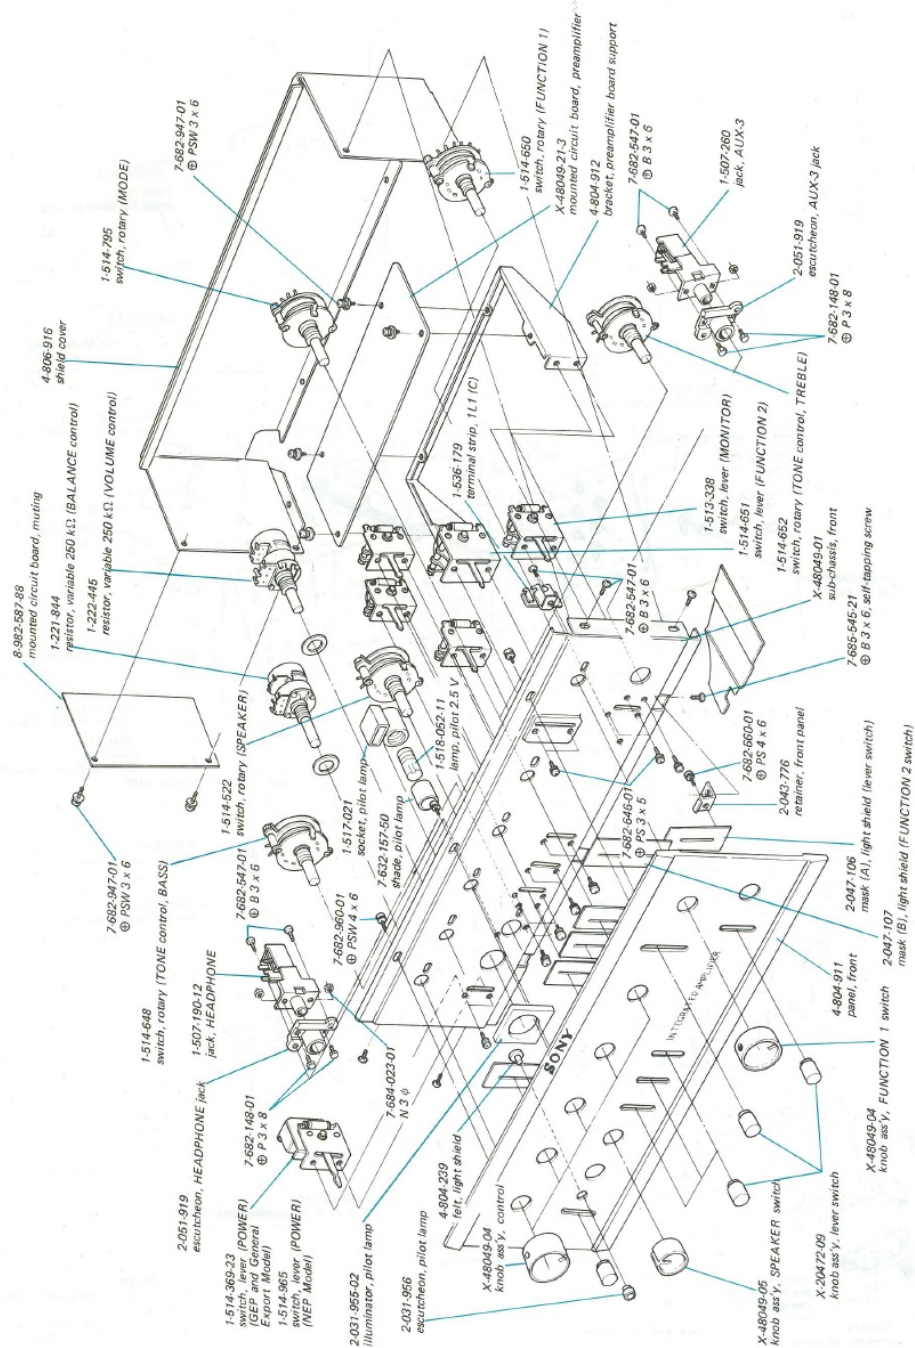 8-982-587-88
mounted circuit board, muting
1-221-844
resistor, variable 250 kΩ (BALANCE control)
1-222-445
resistor, variable 250 kΩ (VOLUME control)
4-806-916
shield cover
1-514-795
switch, rotary (MODE)
7-682-947-01
⊕ PSW 3 x 6
1-514-650
switch, rotary (FUNCTION 1)
X-48049-21-3
mounted circuit board, preamplifier
4-804-912
bracket, preamplifier board support
7-682-547-01
⊕ B 3 x 6
1-507-260
jack, AUX-3
2-051-919
escutcheon, AUX-3 jack
7-682-148-01
⊕ P 3 x 8
7-682-947-01
⊕ PSW 3 x 6
1-514-648
switch, rotary (TONE control, BASS)
1-507-190-12
jack, HEADPHONE
7-682-547-01
⊕ B 3 x 6
1-514-522
switch, rotary (SPEAKER)
1-517-021
socket, pilot lamp
7-632-157-50
shade, pilot lamp
7-682-960-01
⊕ PSW 4 x 6
1-518-052-11
lamp, pilot 2.5 V
1-536-179
terminal strip, 1L1 (C)
7-682-547-01
⊕ B 3 x 6
1-513-338
switch, lever (MONITOR)
1-514-651
switch, lever (FUNCTION 2)
1-514-652
switch, rotary (TONE control, TREBLE)
X-48049-01
sub-chassis, front
7-685-545-21
⊕ B 3 x 6, self-tapping screw
7-682-646-01
⊕ PS 3 x 5
7-682-660-01
⊕ PS 4 x 6
2-043-776
retainer, front panel
2-047-106
mask (A), light shield (lever switch)
2-047-107
mask (B), light shield (FUNCTION 2 switch)
4-804-911
panel, front
X-48049-04
knob ass'y, FUNCTION 1 switch
X-20472-09
knob ass'y, lever switch
X-48049-05
knob ass'y, SPEAKER switch
2-051-919
escutcheon, HEADPHONE jack
7-682-148-01
⊕ P 3 x 8
7-684-023-01
N 3 φ
1-514-369-23
switch, lever (POWER)
(GEP and General
Export Model)
1-514-965
switch, lever (POWER)
(NEP Model)
2-031-955-02
illuminator, pilot lamp
2-031-956
escutcheon, pilot lamp
4-804-239
felt, light shield
X-48049-04
knob ass'y, control
SONY
INTEGRATED AMPLIFIER